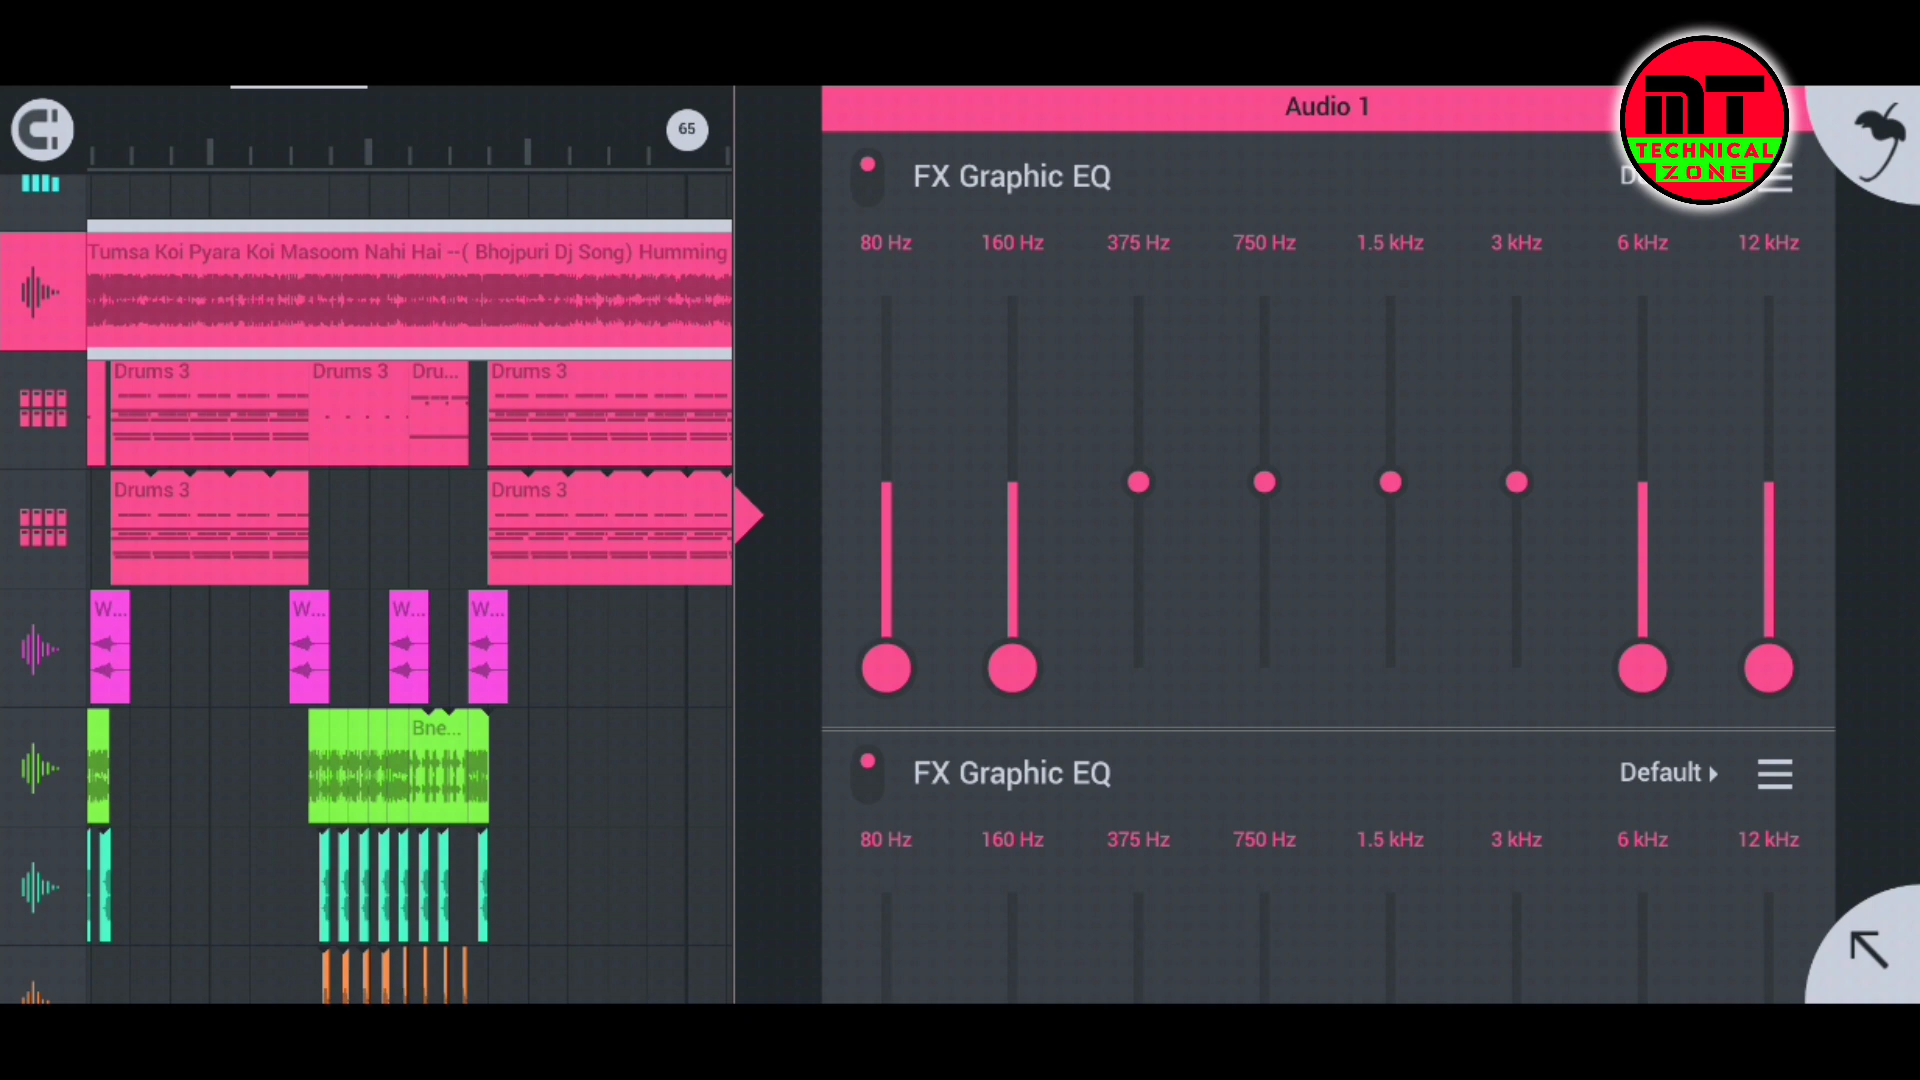 65
Audio 1
MT
TECHNICAL
ZONE
FX Graphic EQ
80 Hz 160 Hz 375 Hz 750 Hz 1.5 kHz 3 kHz 6 kHz 12 kHz
Tumsa Koi Pyara Koi Masoom Nahi Hai --( Bhojpuri Dj Song) Humming
Drums 3 Drums 3 Dru... Drums 3
Drums 3 Drums 3
W... W... W... W...
Bne...
FX Graphic EQ Default
80 Hz 160 Hz 375 Hz 750 Hz 1.5 kHz 3 kHz 6 kHz 12 kHz